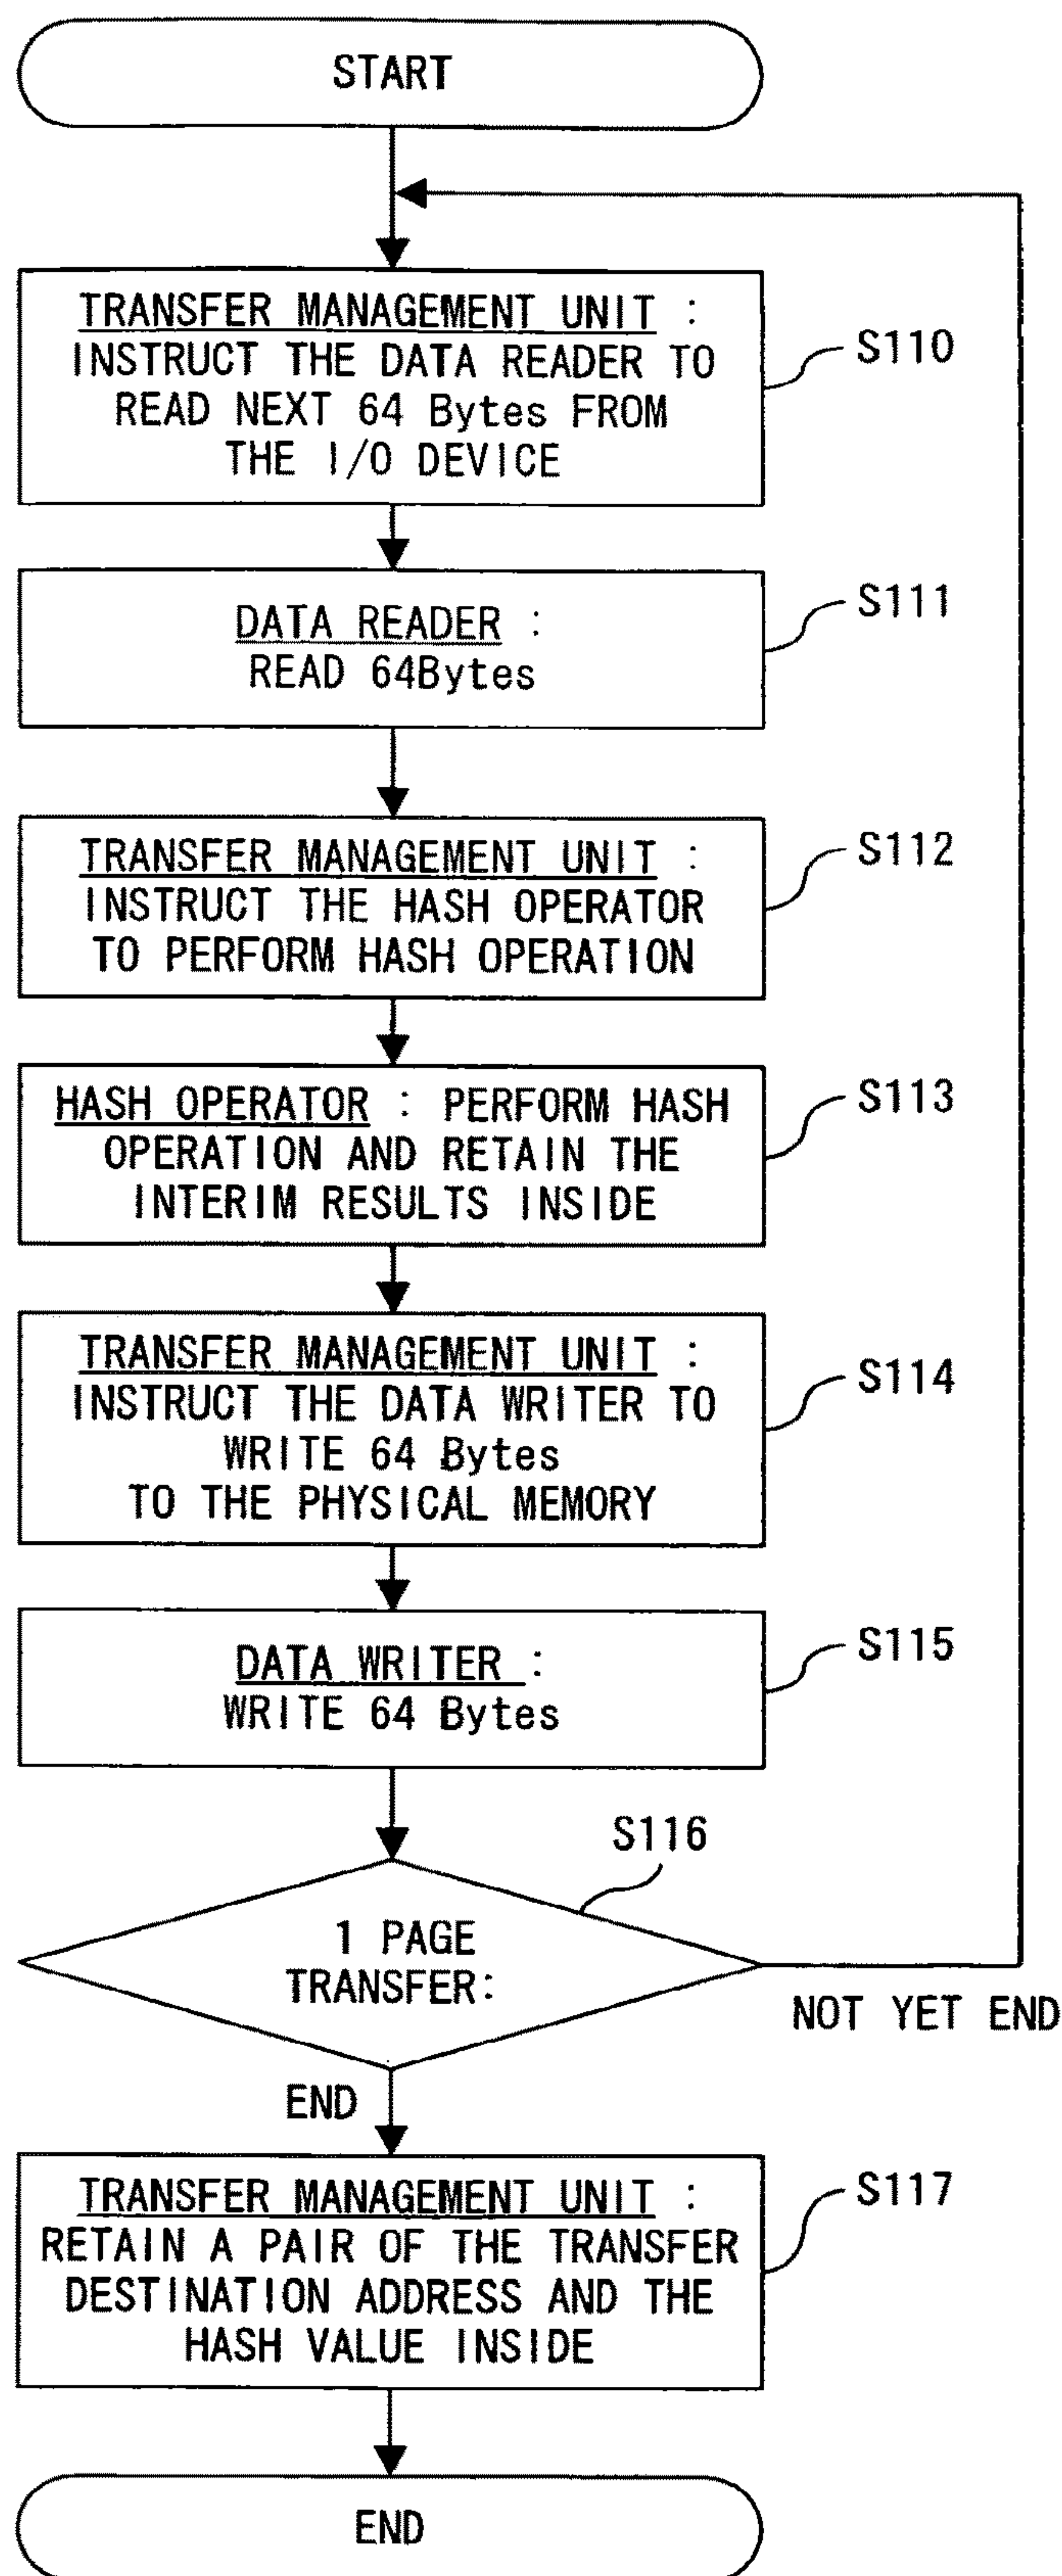 START
TRANSFER MANAGEMENT UNIT :
INSTRUCT THE DATA READER TO
READ NEXT 64 Bytes FROM
THE I/O DEVICE
S110
DATA READER :
READ 64Bytes
S111
TRANSFER MANAGEMENT UNIT :
INSTRUCT THE HASH OPERATOR
TO PERFORM HASH OPERATION
S112
HASH OPERATOR : PERFORM HASH
OPERATION AND RETAIN THE
INTERIM RESULTS INSIDE
S113
TRANSFER MANAGEMENT UNIT :
INSTRUCT THE DATA WRITER TO
WRITE 64 Bytes
TO THE PHYSICAL MEMORY
S114
DATA WRITER :
WRITE 64 Bytes
S115
S116
1 PAGE
TRANSFER:
NOT YET END
END
TRANSFER MANAGEMENT UNIT :
RETAIN A PAIR OF THE TRANSFER
DESTINATION ADDRESS AND THE
HASH VALUE INSIDE
S117
END